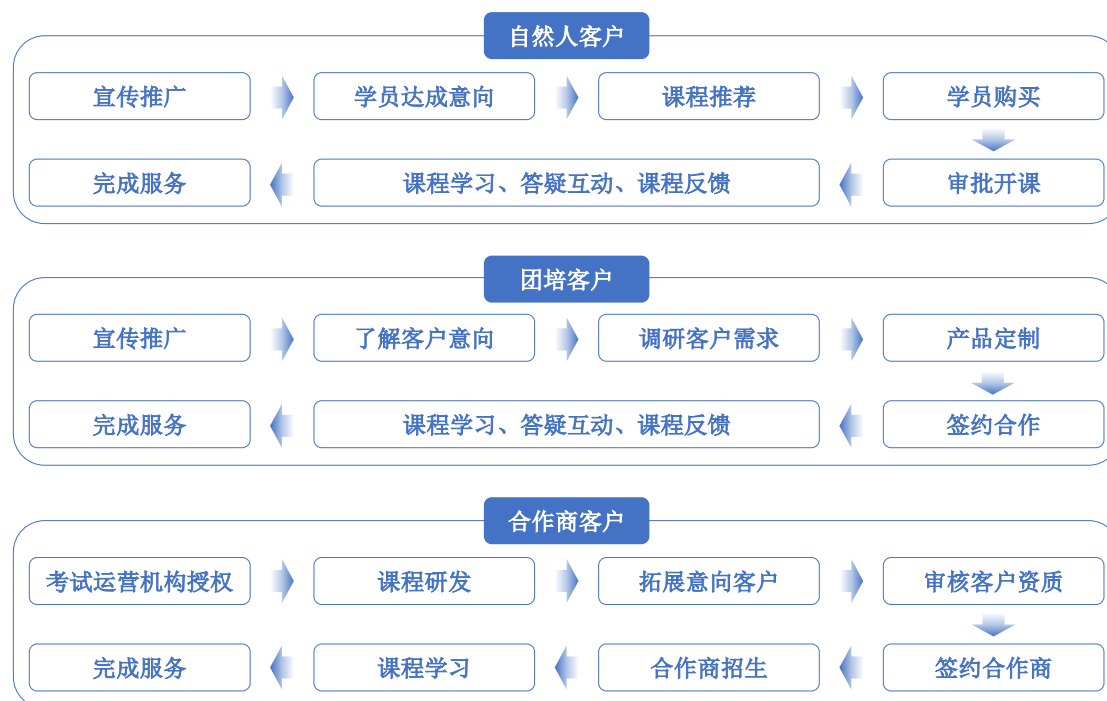 自然人客户
宣传推广
学员达成意向
课程推荐
学员购买
审批开课
课程学习、答疑互动、课程反馈
完成服务
团培客户
宣传推广
了解客户意向
调研客户需求
产品定制
签约合作
课程学习、答疑互动、课程反馈
完成服务
合作商客户
考试运营机构授权
课程研发
拓展意向客户
审核客户资质
签约合作商
合作商招生
课程学习
完成服务